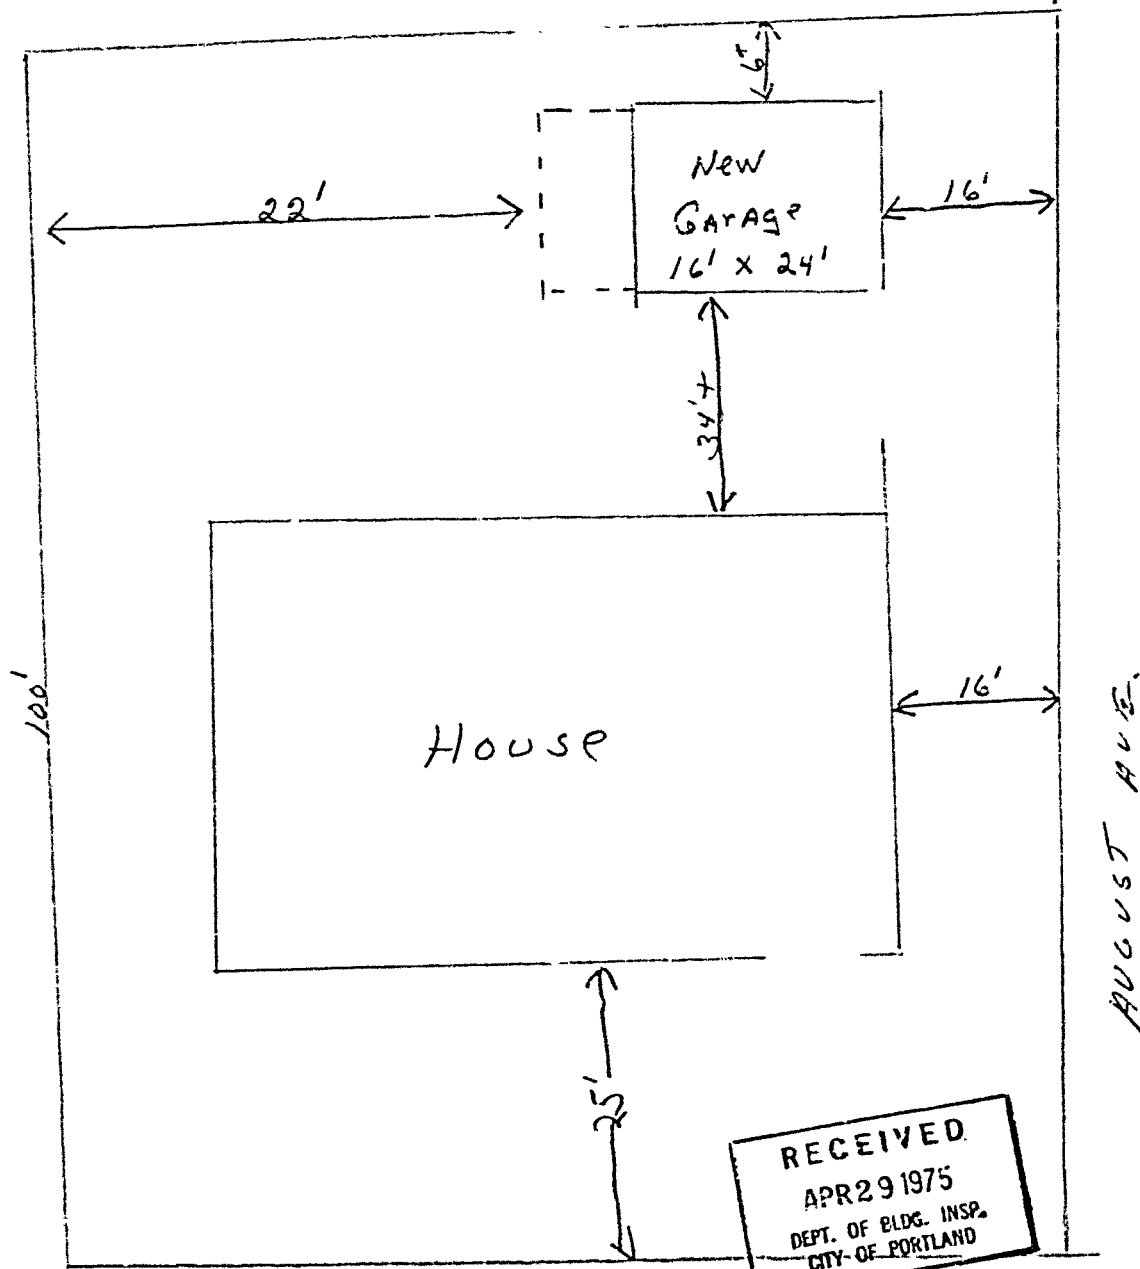 6'+
New
Garage
16' x 24'
22'
16'
34'+
100'
House
16'
AUGUST AVE.
25'
RECEIVED
APR 29 1975
DEPT. OF BLDG. INSP.
CITY OF PORTLAND